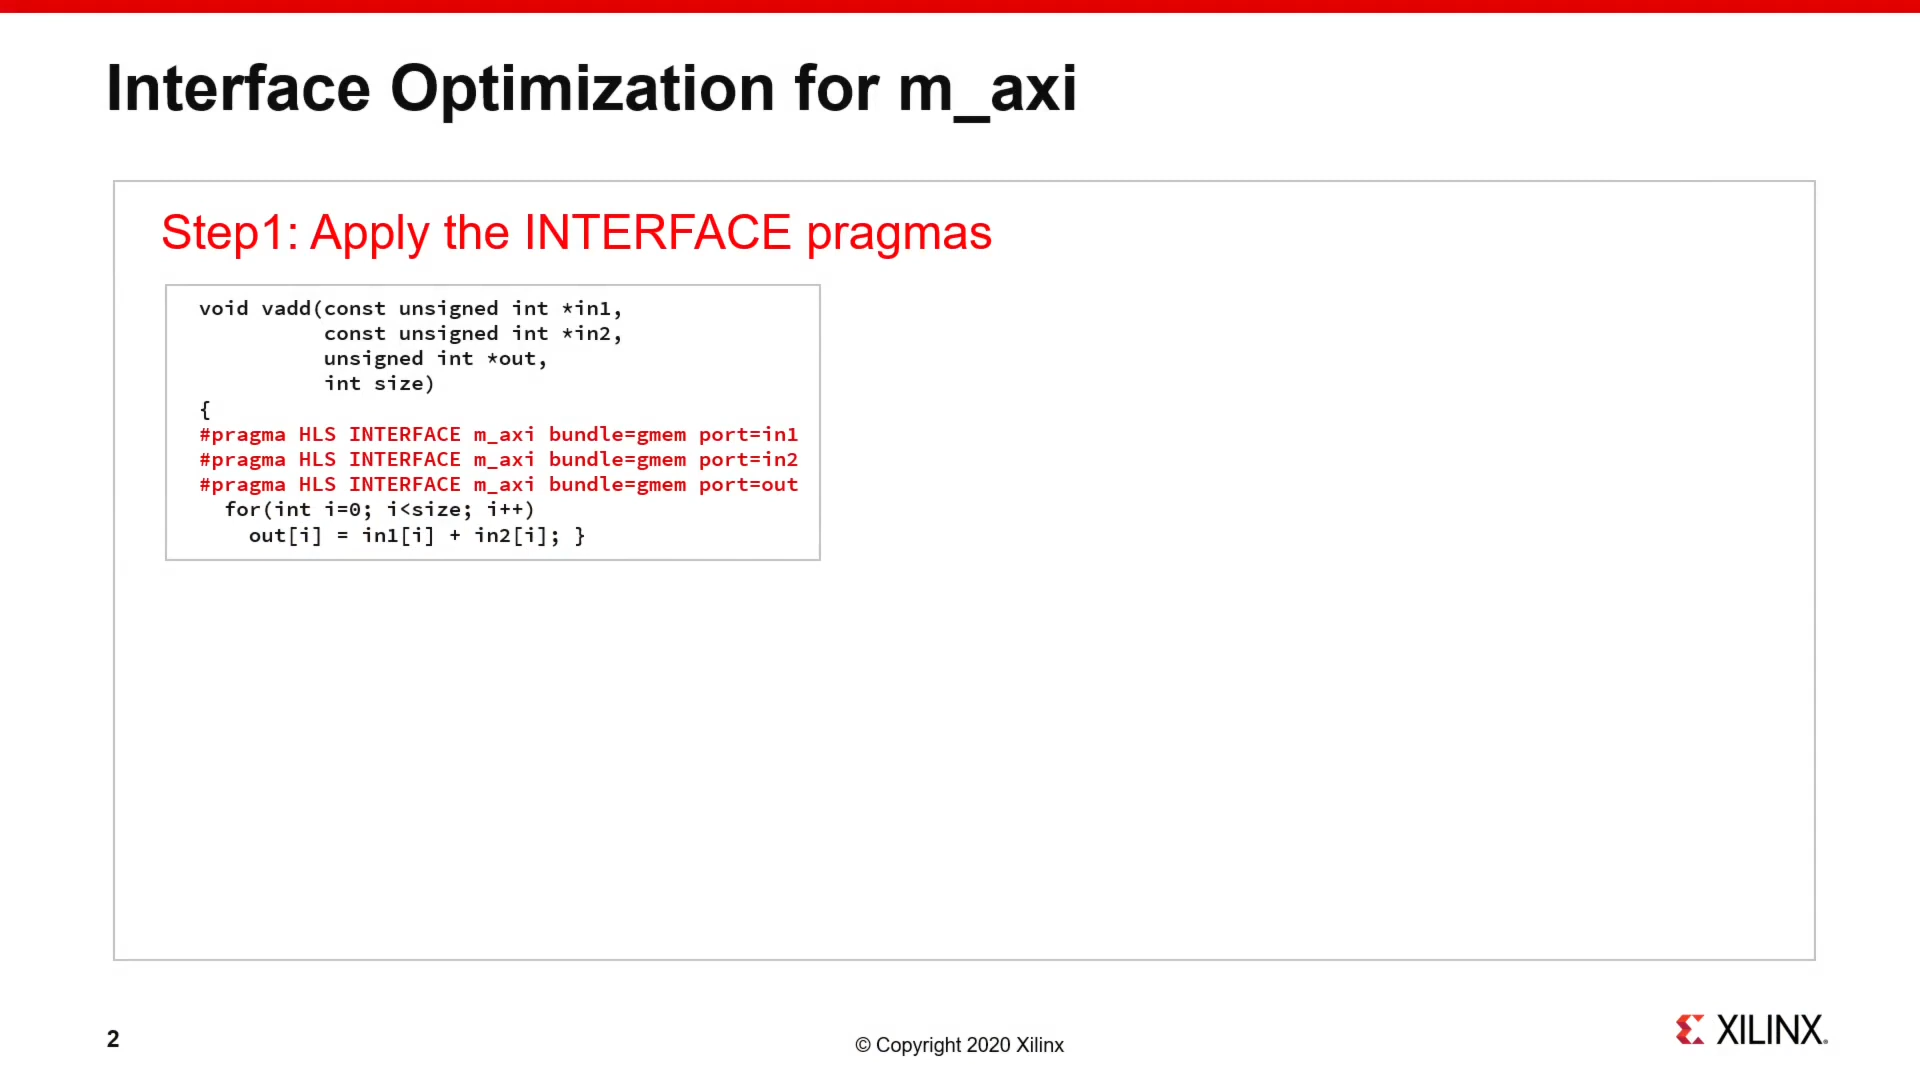 Interface Optimization for m_axi
Step1: Apply the INTERFACE pragmas
void vadd(const unsigned int *in1,
          const unsigned int *in2,
          unsigned int *out,
          int size)
{
#pragma HLS INTERFACE m_axi bundle=gmem port=in1
#pragma HLS INTERFACE m_axi bundle=gmem port=in2
#pragma HLS INTERFACE m_axi bundle=gmem port=out
  for(int i=0; i<size; i++)
    out[i] = in1[i] + in2[i]; }
2
© Copyright 2020 Xilinx
XILINX.